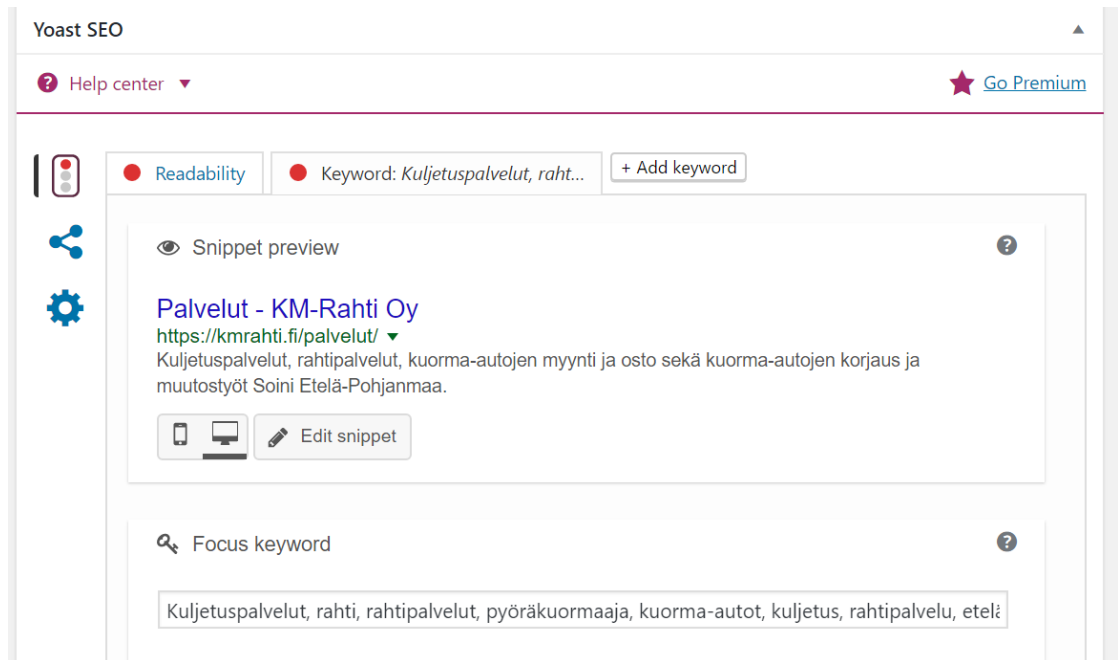 Yoast SEO
Help center
Go Premium
Readability
Keyword: Kuljetuspalvelut, raht...
+ Add keyword
Snippet preview
Palvelut - KM-Rahti Oy
https://kmrahti.fi/palvelut/
Kuljetuspalvelut, rahtipalvelut, kuorma-autojen myynti ja osto sekä kuorma-autojen korjaus ja
muutostyöt Soini Etelä-Pohjanmaa.
Edit snippet
Focus keyword
Kuljetuspalvelut, rahti, rahtipalvelut, pyöräkuormaaja, kuorma-autot, kuljetus, rahtipalvelu, etelä